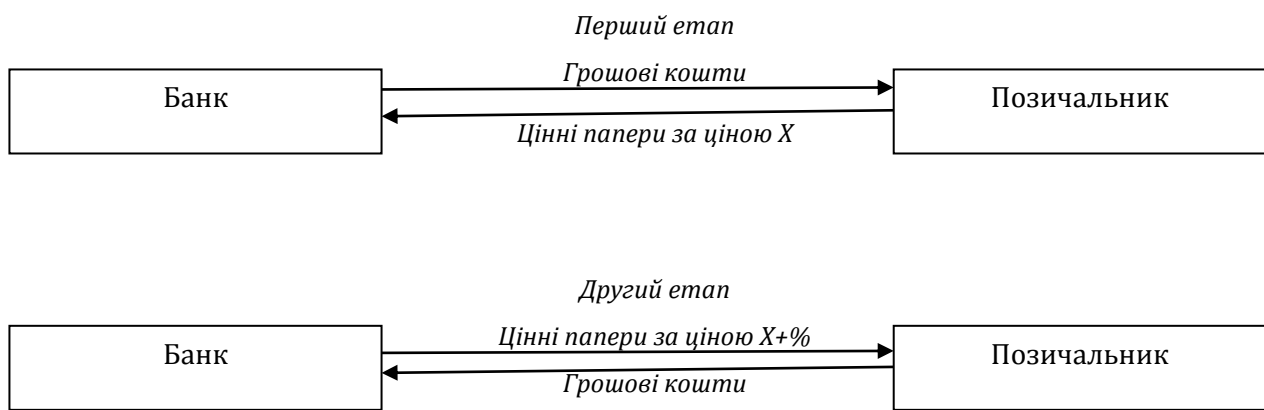 Перший етап
Грошові кошти
Банк
Позичальник
Цінні папери за ціною X
Другий етап
Цінні папери за ціною X+%
Банк
Позичальник
Грошові кошти